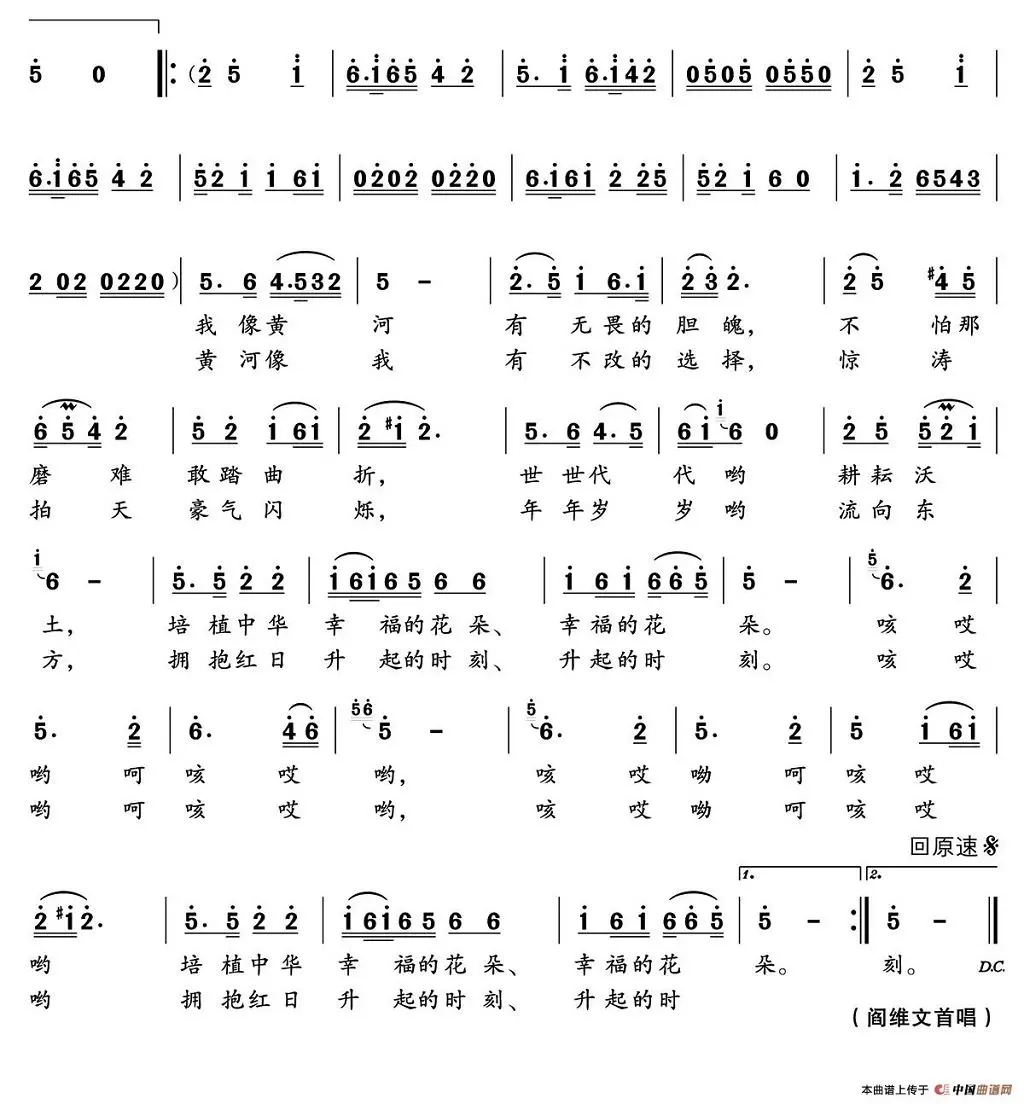 5 0 (2 5 1 6.165 42 5.1 6.142 0505 0550 2 5 1
6.165 42 52 1 1 61 0202 0220 6.161 2 25 52 1 6 0 1.2 6543
2 02 0220) 5. 6 4.532 5 - 2.5 1 6.1 23 2. 2 5 #4 5
我像黄 河 有 无畏的胆魄, 不 怕那
黄河像 我 有 不改的选择, 惊 涛
6 5 4 2 5 2 1 61 2 #1 2. 5.6 4.5 61 1 6 0 2 5 52 1
磨 难 敢踏曲 折, 世世代 代哟 耕耘沃
拍 天 豪气闪 烁, 年年岁 岁哟 流向东
1 6 - 5.5 2 2 16165 6 6 1 61 665 5 - 5 6. 2
土, 培植中华 幸 福的花朵、 幸福的花 朵。 咳 哎
方, 拥抱红日 升 起的时刻、 升起的时 刻。 咳 哎
5. 2 6. 46 56 5 - 5 6. 2 5. 2 5 1 61
哟 呵 咳 哎 哟, 咳 哎 呦 呵 咳 哎
哟 呵 咳 哎 哟, 咳 哎 呦 呵 咳 哎
回原速
1. 2.
2 #1 2. 5.5 2 2 16165 6 6 1 61 665 5 - 5 -
哟 培植中华 幸 福的花朵、 幸福的花 朵。 刻。 D.C.
哟 拥抱红日 升 起的时刻、 升起的时
(阎维文首唱)
本曲谱上传于 中国曲谱网